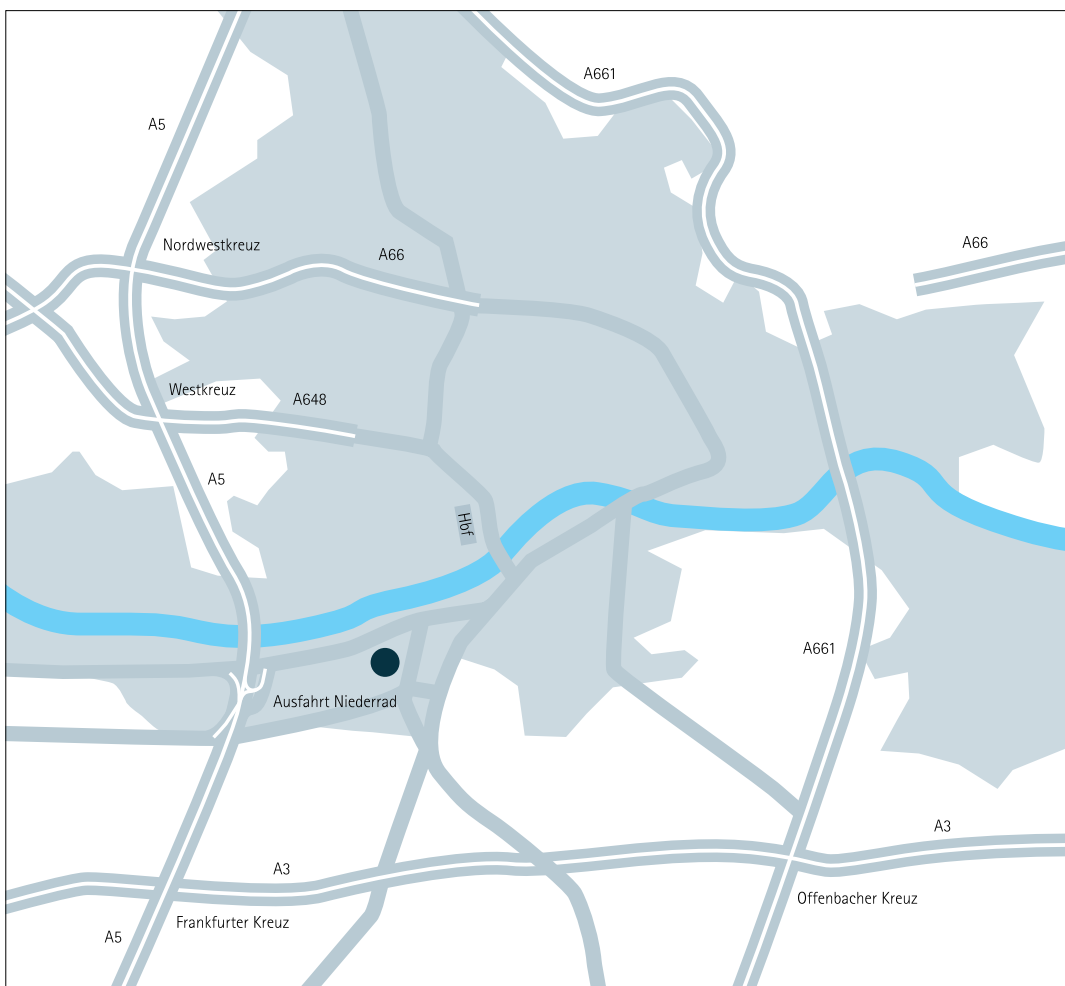 A661
A5
Nordwestkreuz
A66
A66
Westkreuz
A648
A5
Hbf
A661
Ausfahrt Niederrad
A3
A3
Offenbacher Kreuz
Frankfurter Kreuz
A5